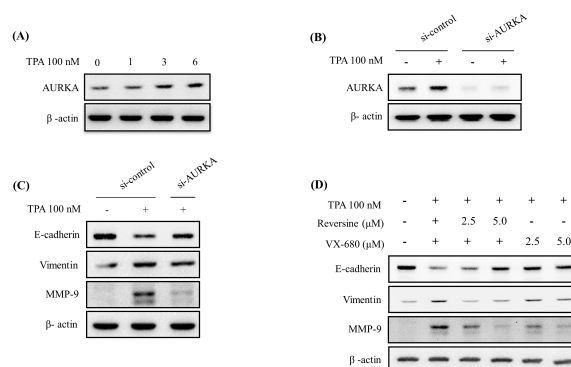 (A)
TPA 100 nM 0 1 3 6
AURKA
β -actin
(B)
si-control si-AURKA
TPA 100 nM - + - +
AURKA
β- actin
(C)
si-control si-AURKA
TPA 100 nM - + +
E-cadherin
Vimentin
MMP-9
β- actin
(D)
TPA 100 nM - + + + + +
Reversine (μM) - + 2.5 5.0 - -
VX-680 (μM) - + + + 2.5 5.0
E-cadherin
Vimentin
MMP-9
β -actin